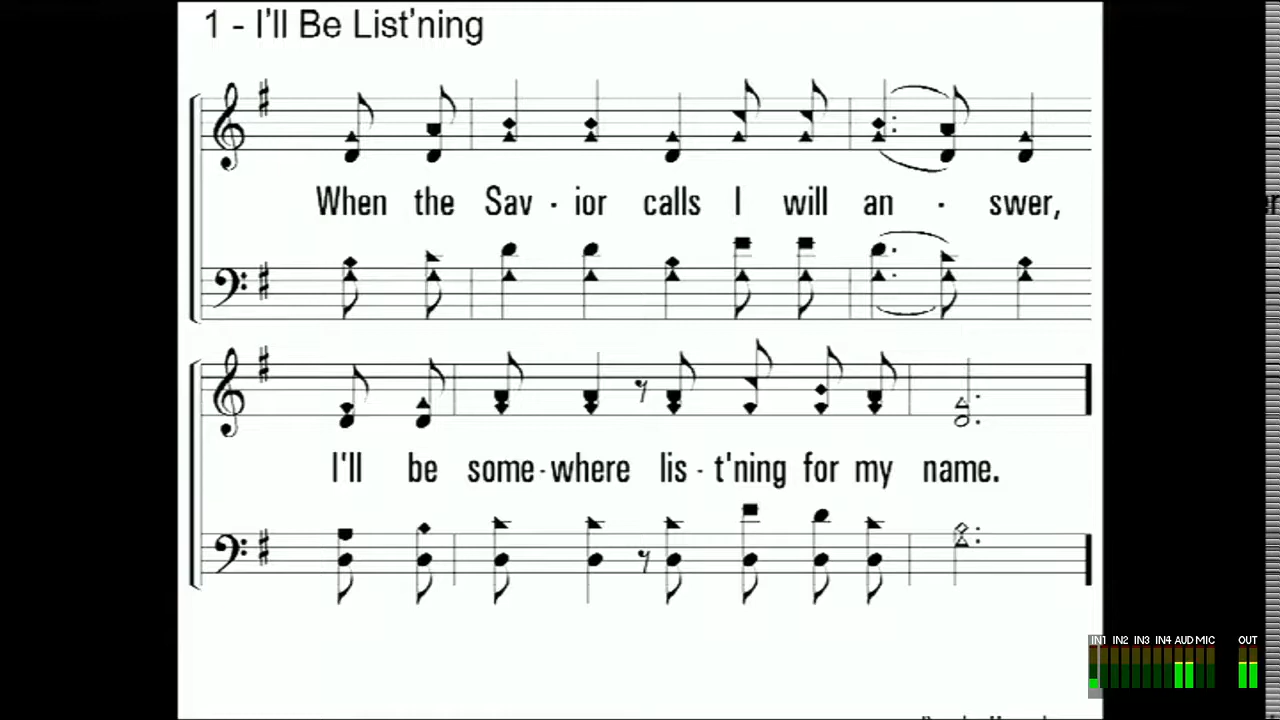 1 - I'll Be List'ning
When the Sav - ior calls I will an - swer,
I'll be some-where lis - t'ning for my name.
IN1 IN2 IN3 IN4 AUD MIC OUT